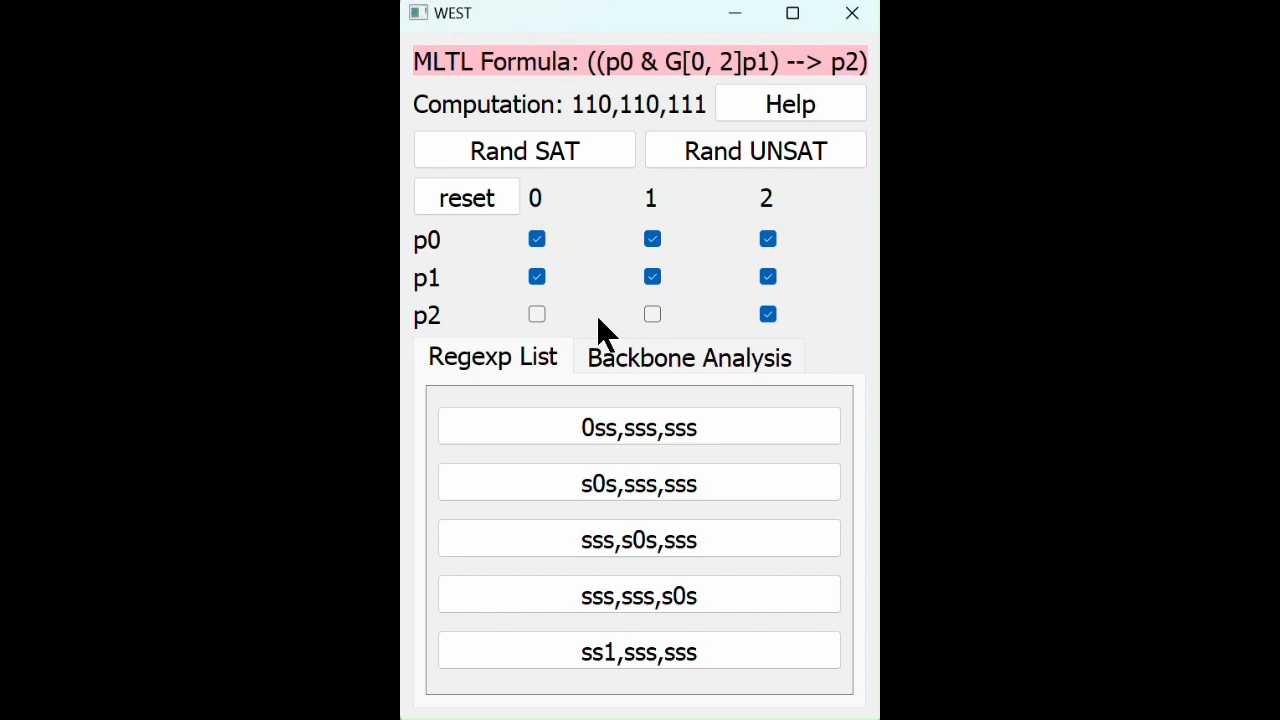 WEST
MLTL Formula: ((p0 & G[0, 2]p1) --> p2)
Computation: 110,110,111 Help
Rand SAT Rand UNSAT
reset 0 1 2
p0
p1
p2
Regexp List Backbone Analysis
0ss,sss,sss
s0s,sss,sss
sss,s0s,sss
sss,sss,s0s
ss1,sss,sss